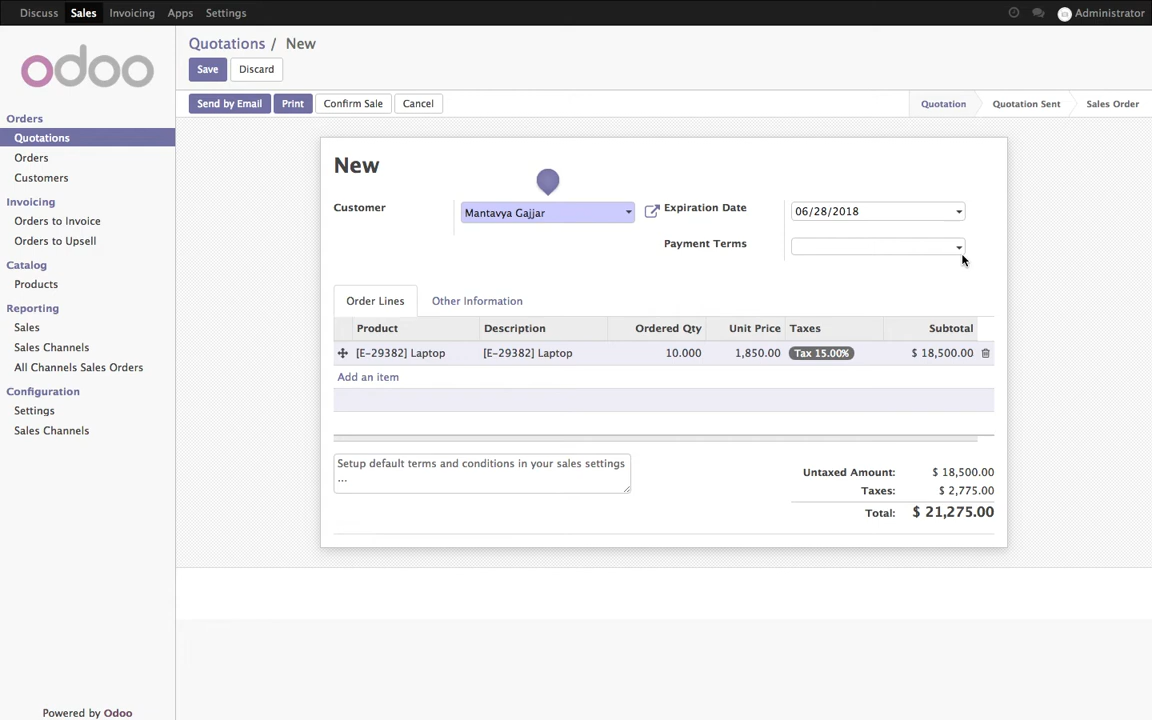 Discuss Sales Invoicing Apps Settings Administrator
odoo
Quotations / New
Save Discard
Send by Email Print Confirm Sale Cancel Quotation Quotation Sent Sales Order
Orders
Quotations
Orders
Customers
Invoicing
Orders to Invoice
Orders to Upsell
Catalog
Products
Reporting
Sales
Sales Channels
All Channels Sales Orders
Configuration
Settings
Sales Channels
Powered by Odoo
New
Customer Mantavya Gajjar Expiration Date 06/28/2018
Payment Terms
Order Lines Other Information
Product Description Ordered Qty Unit Price Taxes Subtotal
[E-29382] Laptop [E-29382] Laptop 10.000 1,850.00 Tax 15.00% $ 18,500.00
Add an item
Setup default terms and conditions in your sales settings
...
Untaxed Amount: $ 18,500.00
Taxes: $ 2,775.00
Total: $ 21,275.00